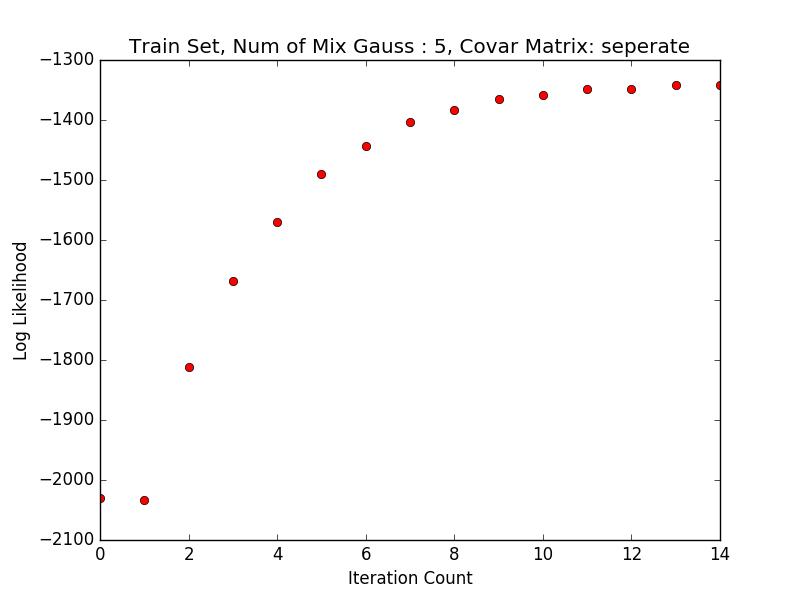 Train Set, Num of Mix Gauss : 5, Covar Matrix: seperate
−1300
−1400
−1500
−1600
−1700
−1800
−1900
−2000
−2100
Log Likelihood
0 2 4 6 8 10 12 14
Iteration Count